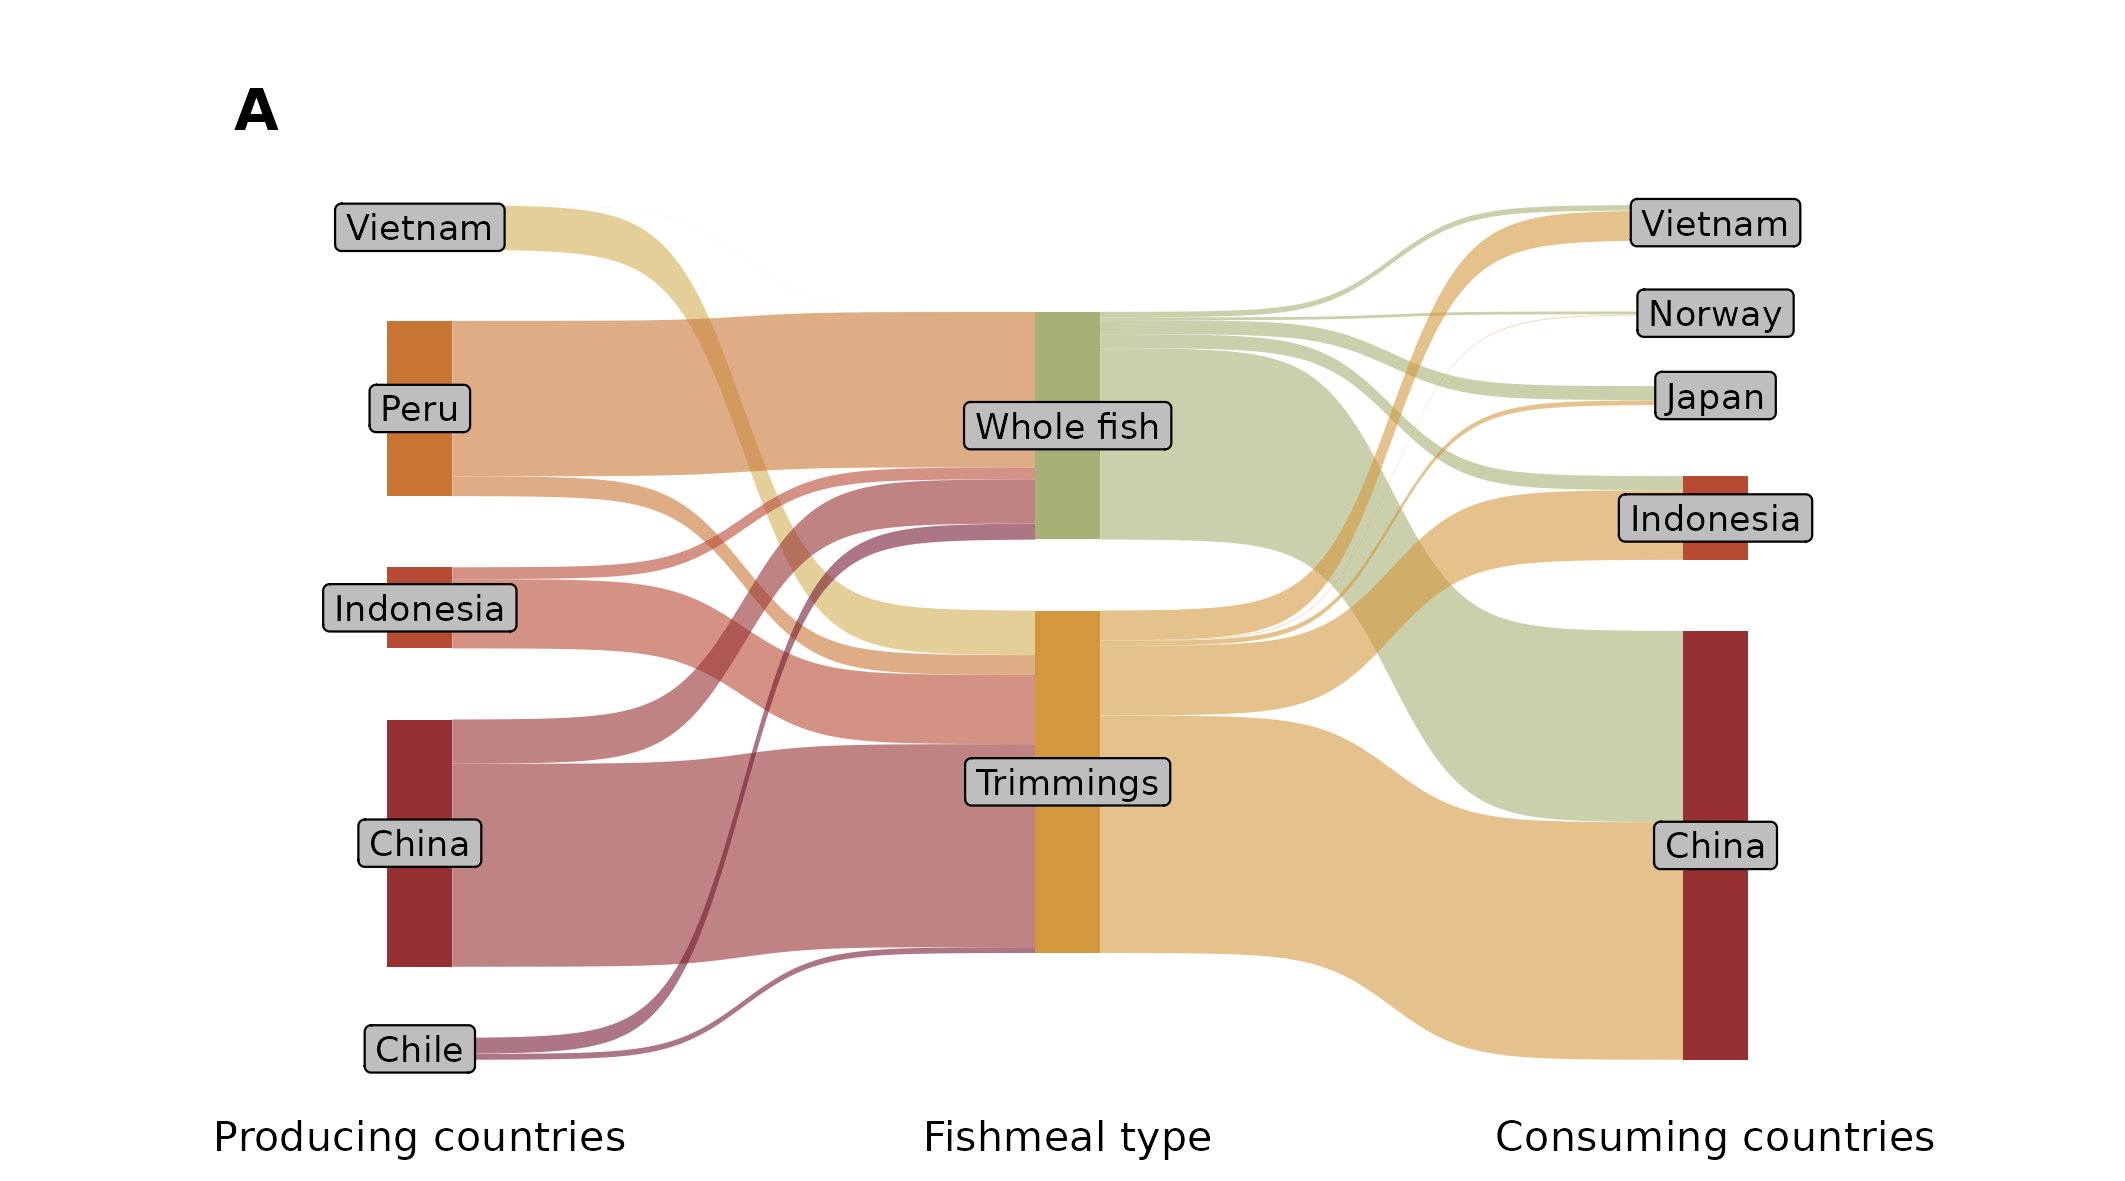 A
Vietnam
Peru
Indonesia
China
Chile
Whole fish
Trimmings
Vietnam
Norway
Japan
Indonesia
China
Producing countries
Fishmeal type
Consuming countries